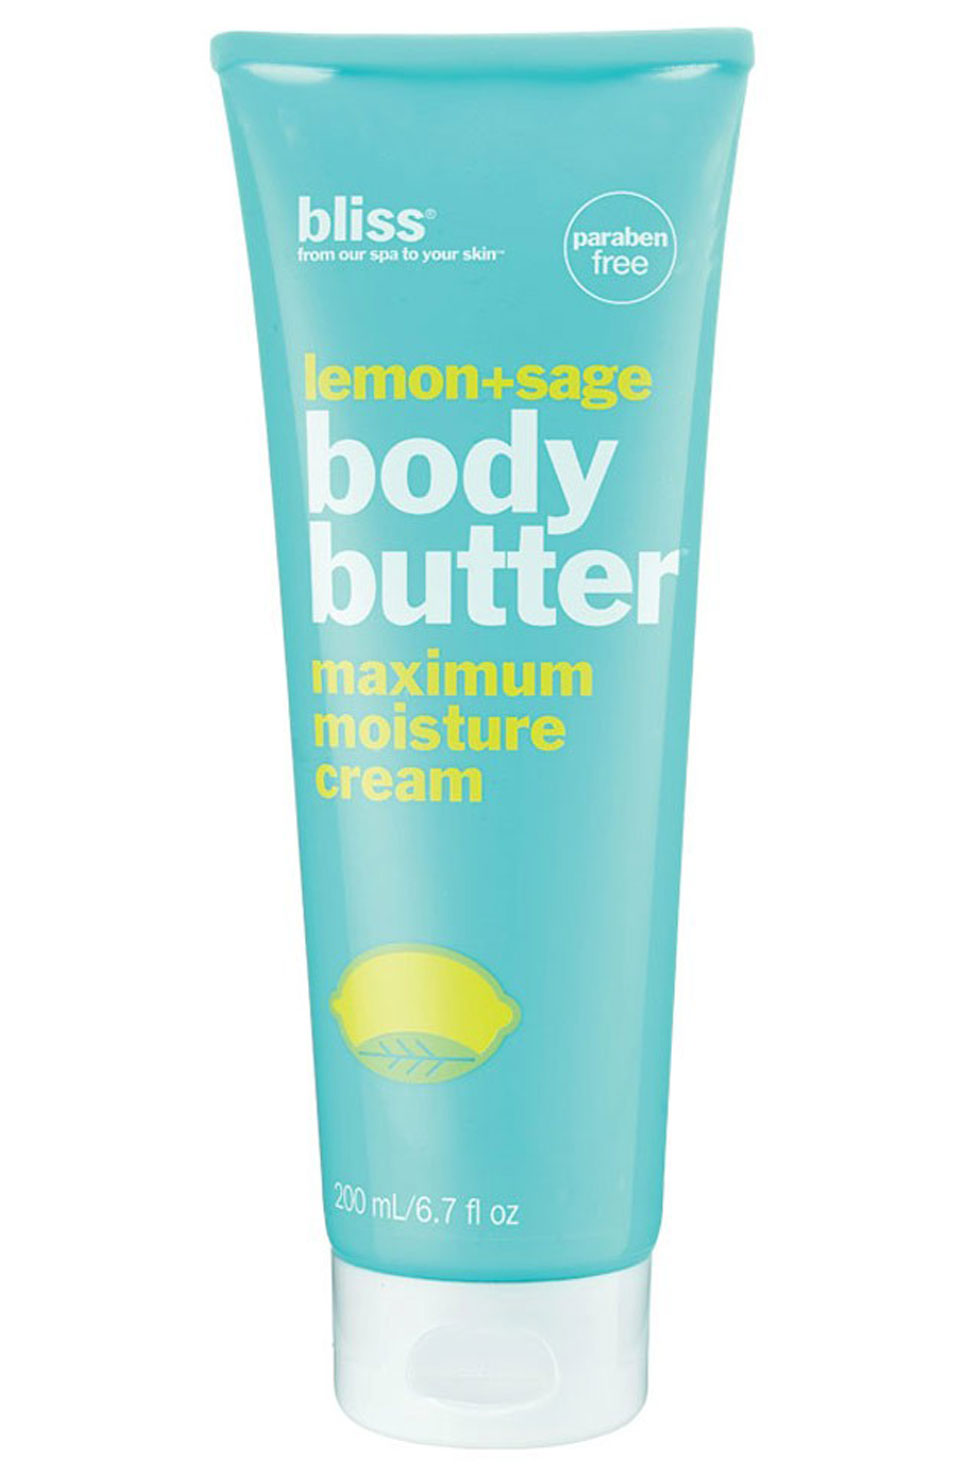 bliss®
from our spa to your skin™
paraben
free
lemon+sage
body
butter
maximum
moisture
cream
200 mL/6.7 fl oz